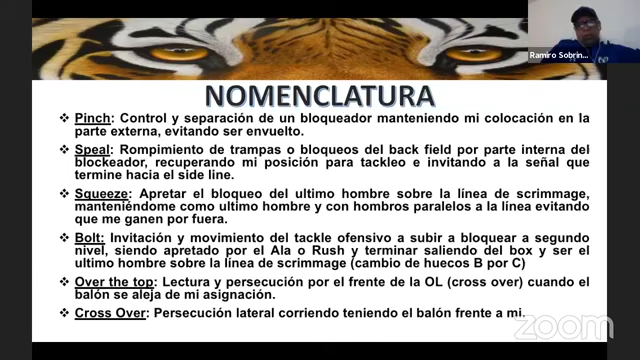 Ramiro Sobrin...
NOMENCLATURA
❖ Pinch: Control y separación de un bloqueador manteniendo mi colocación en la
parte externa, evitando ser envuelto.
❖ Speal: Rompimiento de trampas o bloqueos del back field por parte interna del
blockeador, recuperando mi posición para tackleo e invitando a la señal que
termine hacia el side line.
❖ Squeeze: Apretar el bloqueo del ultimo hombre sobre la línea de scrimmage,
manteniéndome como ultimo hombre y con hombros paralelos a la línea evitando
que me ganen por fuera.
❖ Bolt: Invitación y movimiento del tackle ofensivo a subir a bloquear a segundo
nivel, siendo apretado por el Ala o Rush y terminar saliendo del box y ser el
ultimo hombre sobre la línea de scrimmage (cambio de huecos B por C)
❖ Over the top: Lectura y persecución por el frente de la OL (cross over) cuando el
balón se aleja de mi asignación.
❖ Cross Over: Persecución lateral corriendo teniendo el balón frente a mi.
zoom